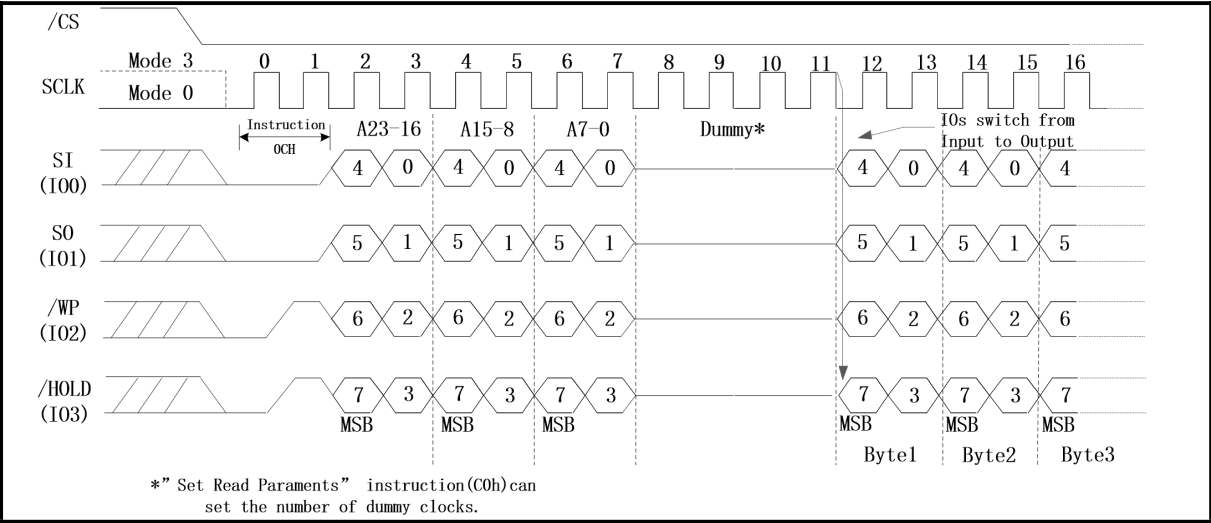 /CS
Mode 3
0 1 2 3 4 5 6 7 8 9 10 11 12 13 14 15 16
SCLK
Mode 0
Instruction
OCH
A23-16 A15-8 A7-0 Dummy*
IOs switch from
Input to Output
SI
(IO0)
4 0 4 0 4 0 4 0 4 0 4
SO
(IO1)
5 1 5 1 5 1 5 1 5 1 5
/WP
(IO2)
6 2 6 2 6 2 6 2 6 2 6
/HOLD
(IO3)
7 3 7 3 7 3 7 3 7 3 7
MSB MSB MSB MSB MSB MSB
Byte1 Byte2 Byte3
*” Set Read Paraments” instruction(C0h)can
set the number of dummy clocks.